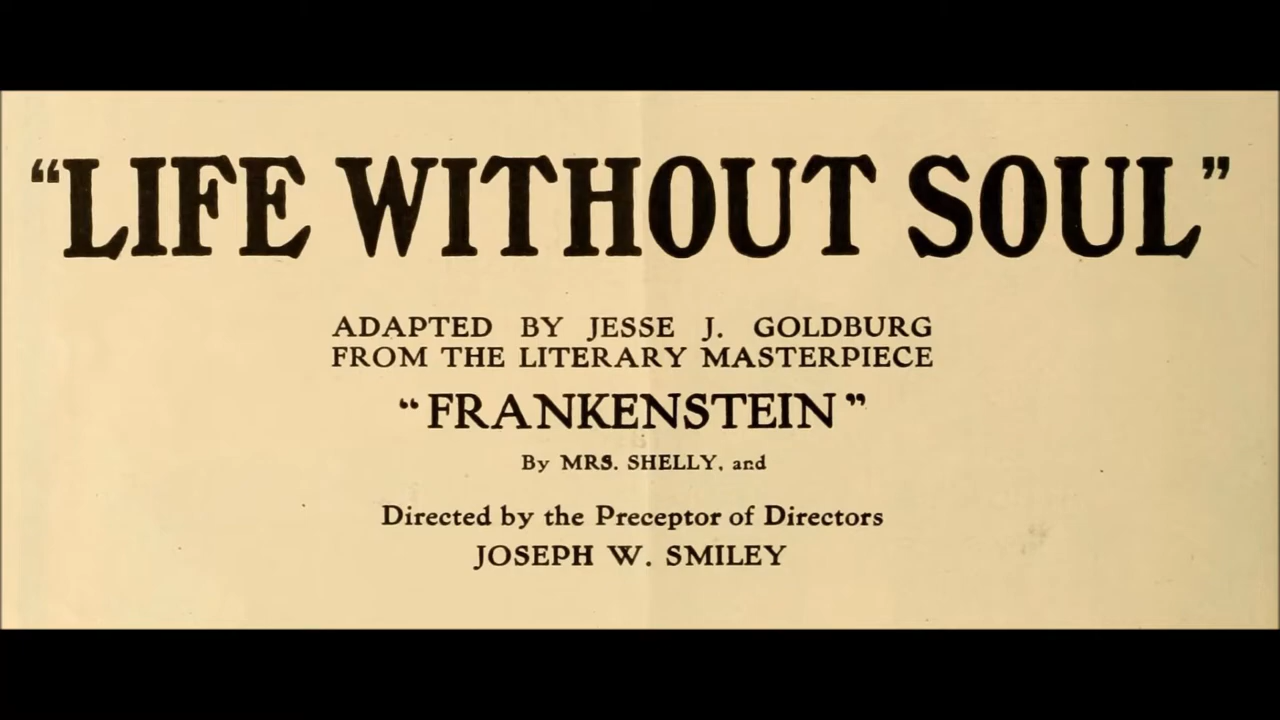 “LIFE WITHOUT SOUL”
ADAPTED BY JESSE J. GOLDBURG
FROM THE LITERARY MASTERPIECE
“FRANKENSTEIN”
By MRS. SHELLY, and
Directed by the Preceptor of Directors
JOSEPH W. SMILEY